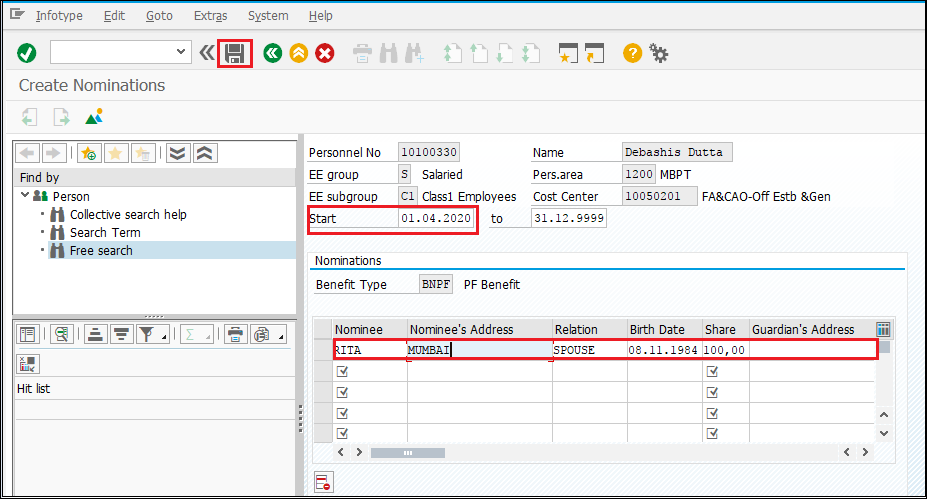 Infotype Edit Goto Extras System Help
Create Nominations
Personnel No 10100330 Name Debashis Dutta
EE group S Salaried Pers.area 1200 MBPT
EE subgroup C1 Class1 Employees Cost Center 10050201 FA&CAO-Off Estb &Gen
Start 01.04.2020 to 31.12.9999
Find by
Person
Collective search help
Search Term
Free search
Hit list
Nominations
Benefit Type BNPF PF Benefit
Nominee Nominee's Address Relation Birth Date Share Guardian's Address
RITA MUMBAI SPOUSE 08.11.1984 100,00